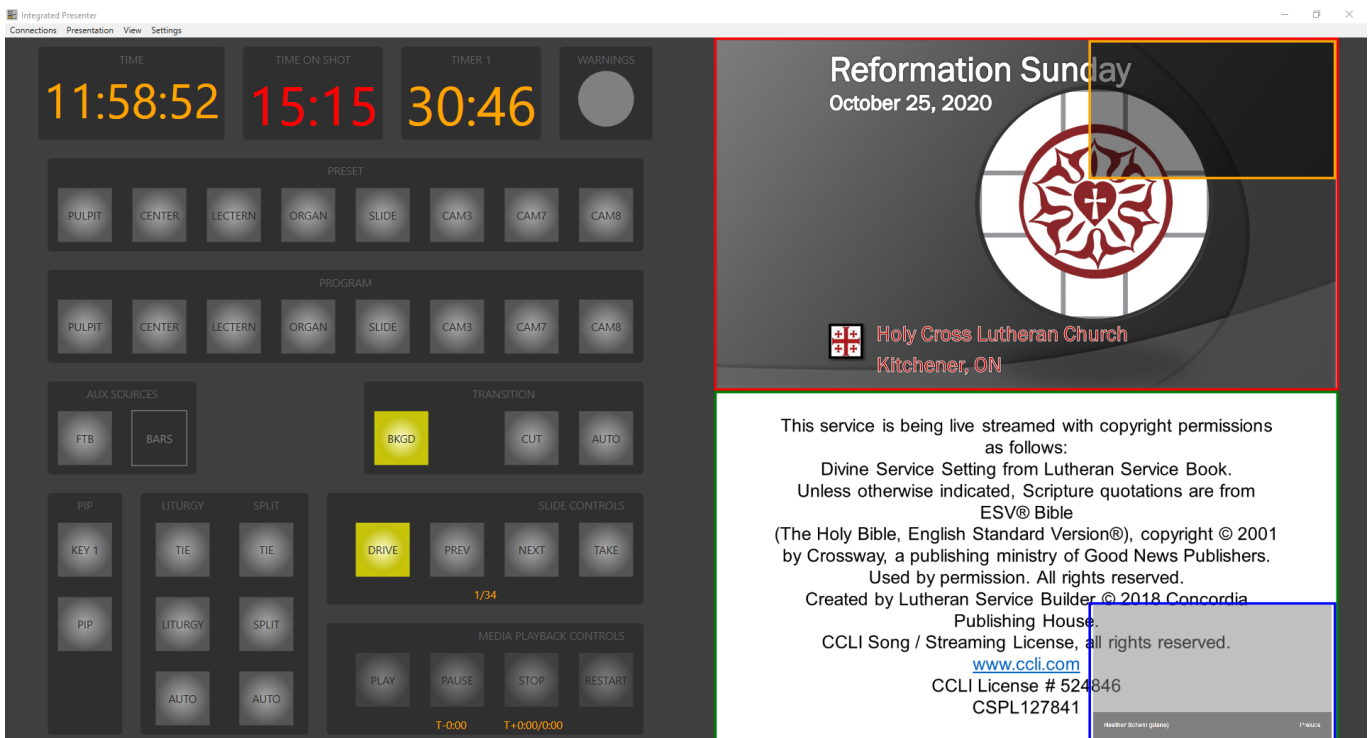 Integrated Presenter
Connections Presentation View Settings
TIME
11:58:52
TIME ON SHOT
15:15
TIMER 1
30:46
WARNINGS
PRESET
PULPIT CENTER LECTERN ORGAN SLIDE CAM3 CAM7 CAM8
PROGRAM
PULPIT CENTER LECTERN ORGAN SLIDE CAM3 CAM7 CAM8
AUX SOURCES
FTB BARS
TRANSITION
BKGD CUT AUTO
PIP
KEY 1
PIP
LITURGY SPLIT
TIE TIE
LITURGY SPLIT
AUTO AUTO
SLIDE CONTROLS
DRIVE PREV NEXT TAKE
1/34
MEDIA PLAYBACK CONTROLS
PLAY PAUSE STOP RESTART
T-0:00 T+0:00/0:00
Reformation Sunday
October 25, 2020
Holy Cross Lutheran Church
Kitchener, ON
This service is being live streamed with copyright permissions
as follows:
Divine Service Setting from Lutheran Service Book.
Unless otherwise indicated, Scripture quotations are from
ESV® Bible
(The Holy Bible, English Standard Version®), copyright © 2001
by Crossway, a publishing ministry of Good News Publishers.
Used by permission. All rights reserved.
Created by Lutheran Service Builder © 2018 Concordia
Publishing House.
CCLI Song / Streaming License, all rights reserved.
www.ccli.com
CCLI License # 524846
CSPL127841
Heather Schein (piano) Prelude